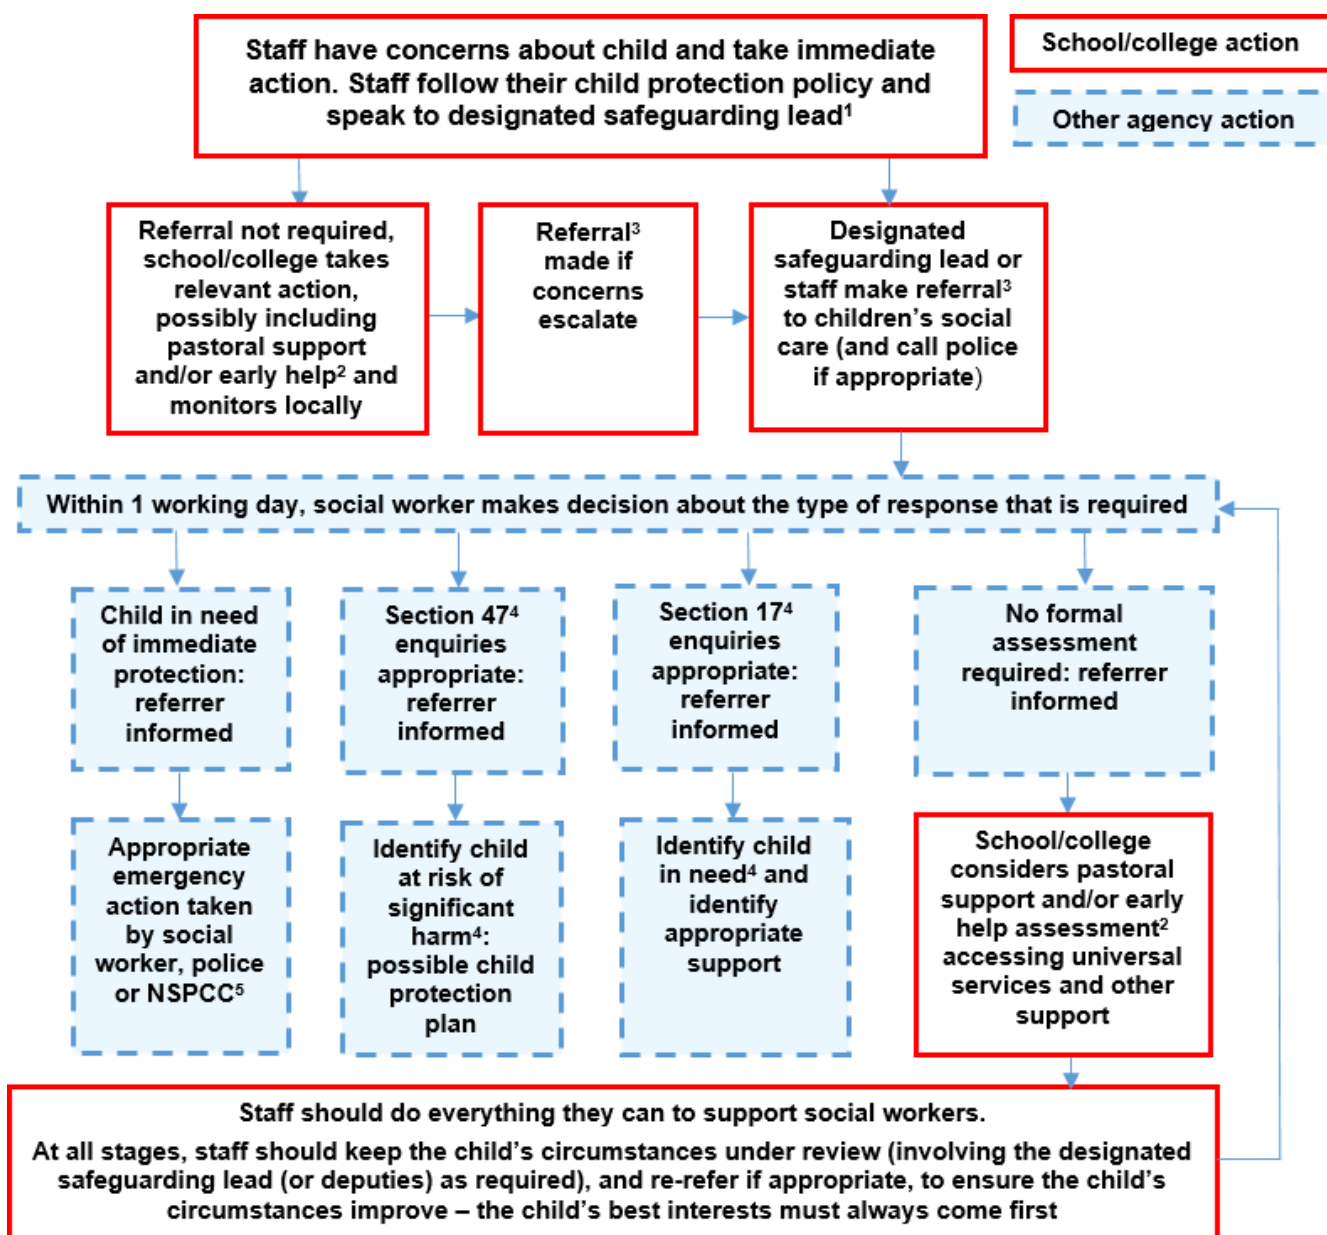 Staff have concerns about child and take immediate
action. Staff follow their child protection policy and
speak to designated safeguarding lead¹
School/college action
Other agency action
Referral not required,
school/college takes
relevant action,
possibly including
pastoral support
and/or early help² and
monitors locally
Referral³
made if
concerns
escalate
Designated
safeguarding lead or
staff make referral³
to children’s social
care (and call police
if appropriate)
Within 1 working day, social worker makes decision about the type of response that is required
Child in need
of immediate
protection:
referrer
informed
Section 47⁴
enquiries
appropriate:
referrer
informed
Section 17⁴
enquiries
appropriate:
referrer
informed
No formal
assessment
required: referrer
informed
Appropriate
emergency
action taken
by social
worker, police
or NSPCC⁵
Identify child
at risk of
significant
harm⁴:
possible child
protection
plan
Identify child
in need⁴ and
identify
appropriate
support
School/college
considers pastoral
support and/or early
help assessment²
accessing universal
services and other
support
Staff should do everything they can to support social workers.
At all stages, staff should keep the child’s circumstances under review (involving the designated
safeguarding lead (or deputies) as required), and re-refer if appropriate, to ensure the child’s
circumstances improve – the child’s best interests must always come first